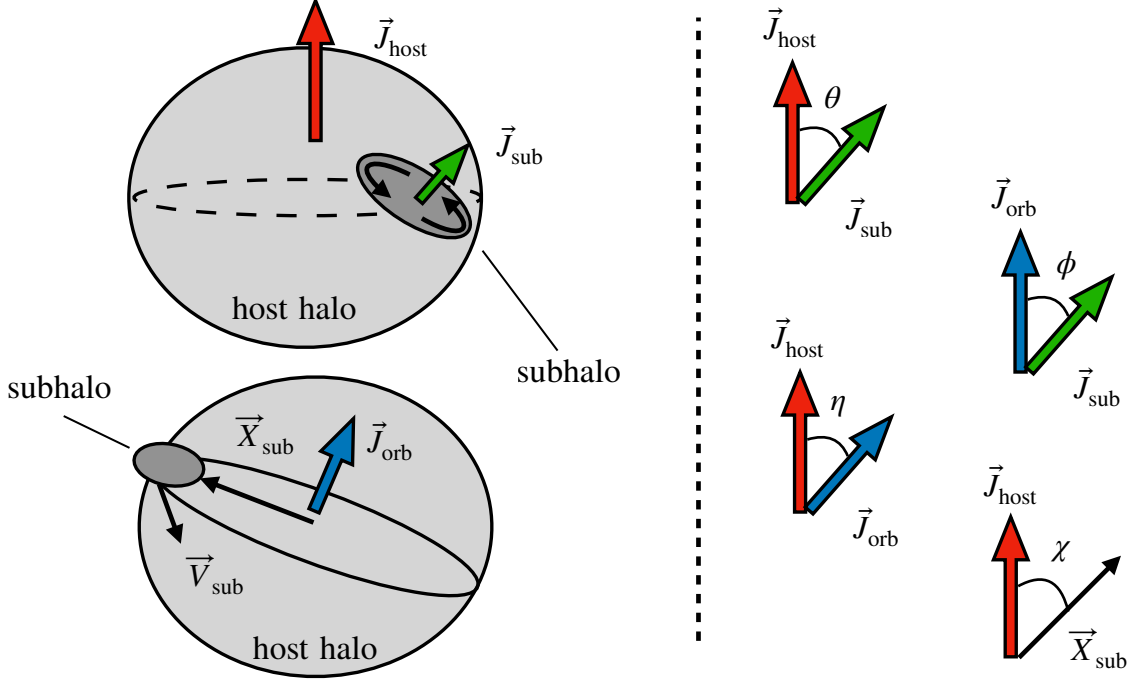 J⃗host
J⃗sub
host halo
subhalo
subhalo
X⃗sub
J⃗orb
V⃗sub
host halo
J⃗host
θ
J⃗sub
J⃗orb
ϕ
J⃗sub
J⃗host
η
J⃗orb
J⃗host
χ
X⃗sub